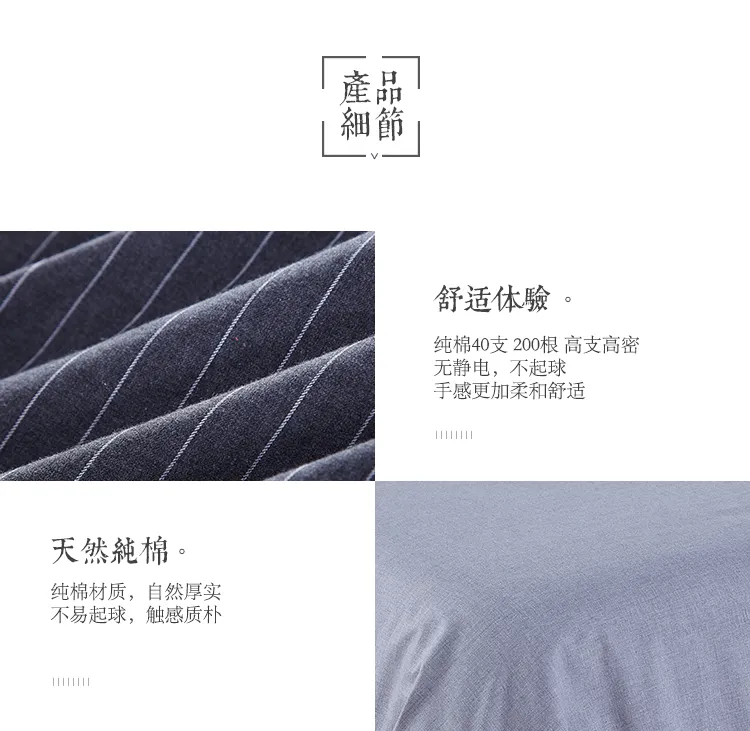 產品
細節
舒适体驗。
纯棉40支 200根 高支高密
无静电，不起球
手感更加柔和舒适
天然純棉。
纯棉材质，自然厚实
不易起球，触感质朴